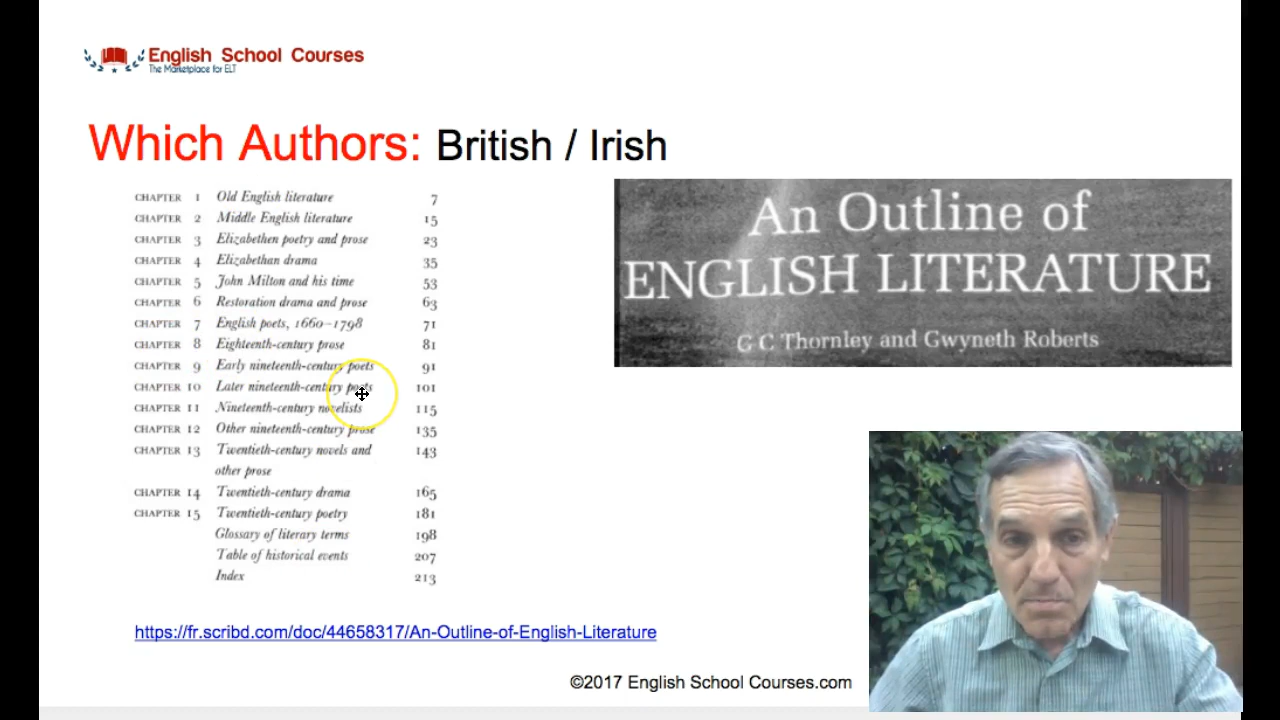 English School Courses
The Marketplace for ELT
Which Authors: British / Irish
CHAPTER 1 Old English literature 7
CHAPTER 2 Middle English literature 15
CHAPTER 3 Elizabethen poetry and prose 23
CHAPTER 4 Elizabethan drama 35
CHAPTER 5 John Milton and his time 53
CHAPTER 6 Restoration drama and prose 63
CHAPTER 7 English poets, 1660–1798 71
CHAPTER 8 Eighteenth-century prose 81
CHAPTER 9 Early nineteenth-century poets 91
CHAPTER 10 Later nineteenth-century poets 101
CHAPTER 11 Nineteenth-century novelists 115
CHAPTER 12 Other nineteenth-century prose 135
CHAPTER 13 Twentieth-century novels and 143
other prose
CHAPTER 14 Twentieth-century drama 165
CHAPTER 15 Twentieth-century poetry 181
Glossary of literary terms 198
Table of historical events 207
Index 213
An Outline of
ENGLISH LITERATURE
G C Thornley and Gwyneth Roberts
https://fr.scribd.com/doc/44658317/An-Outline-of-English-Literature
©2017 English School Courses.com